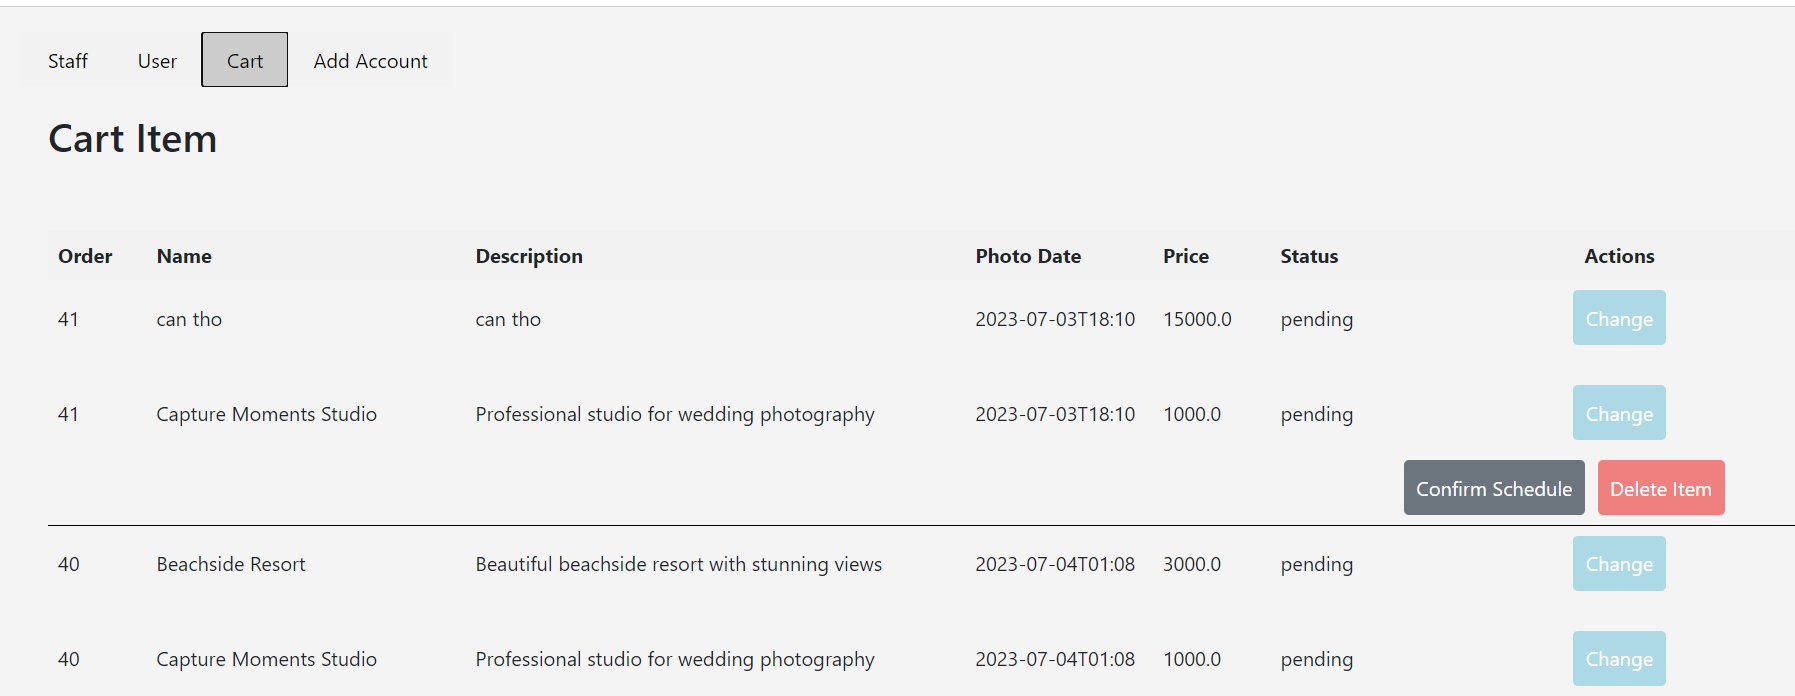 Staff User Cart Add Account
Cart Item
Order Name Description Photo Date Price Status Actions
41 can tho can tho 2023-07-03T18:10 15000.0 pending Change
41 Capture Moments Studio Professional studio for wedding photography 2023-07-03T18:10 1000.0 pending Change
Confirm Schedule Delete Item
40 Beachside Resort Beautiful beachside resort with stunning views 2023-07-04T01:08 3000.0 pending Change
40 Capture Moments Studio Professional studio for wedding photography 2023-07-04T01:08 1000.0 pending Change